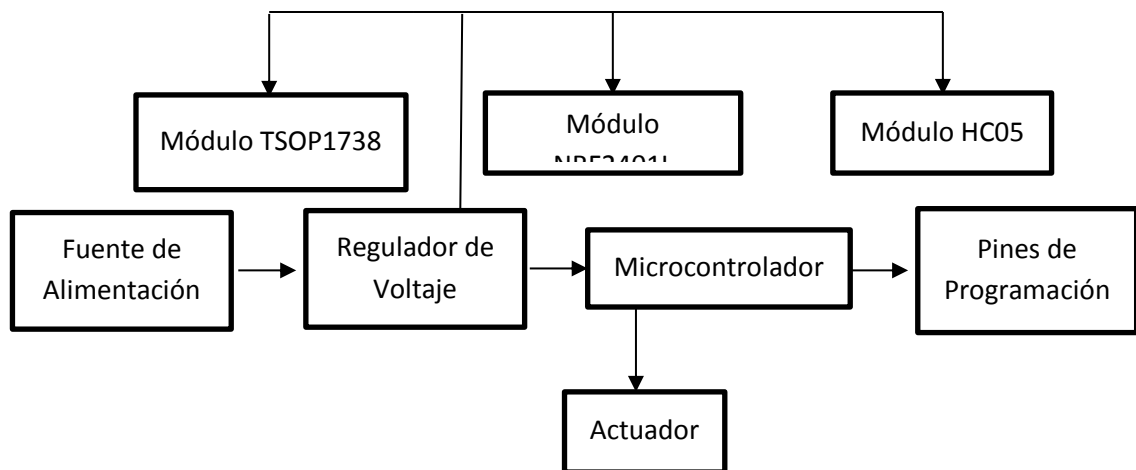 Módulo TSOP1738
Módulo
Módulo HC05
Fuente de
Alimentación
Regulador de
Voltaje
Microcontrolador
Pines de
Programación
Actuador